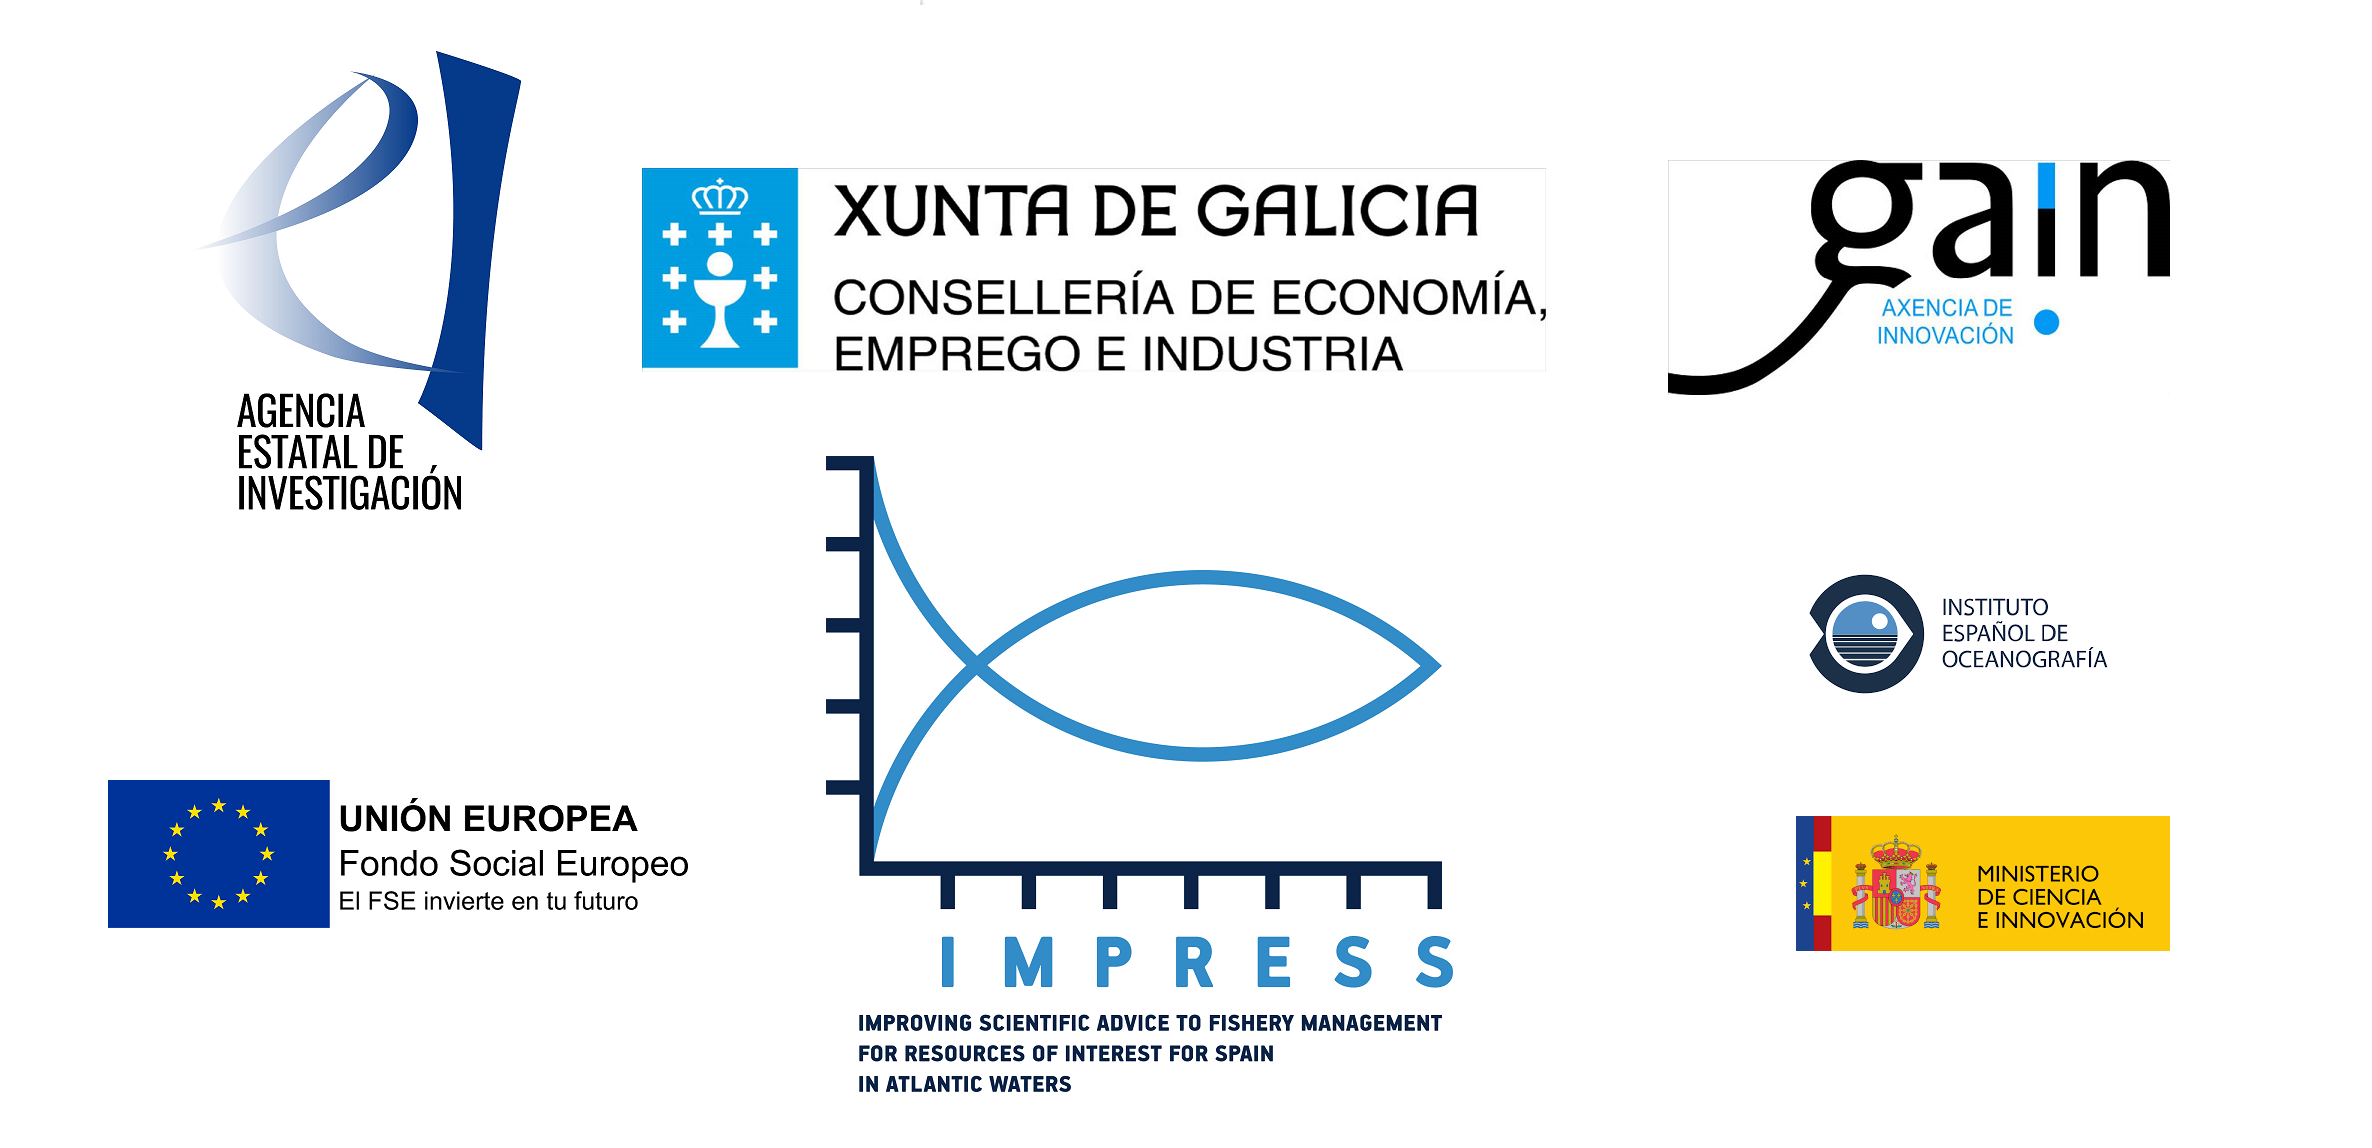 AGENCIA
ESTATAL DE
INVESTIGACIÓN
XUNTA DE GALICIA
CONSELLERÍA DE ECONOMÍA,
EMPREGO E INDUSTRIA
gain
AXENCIA DE
INNOVACIÓN
INSTITUTO
ESPAÑOL DE
OCEANOGRAFÍA
UNIÓN EUROPEA
Fondo Social Europeo
El FSE invierte en tu futuro
IMPRESS
IMPROVING SCIENTIFIC ADVICE TO FISHERY MANAGEMENT
FOR RESOURCES OF INTEREST FOR SPAIN
IN ATLANTIC WATERS
MINISTERIO
DE CIENCIA
E INNOVACIÓN